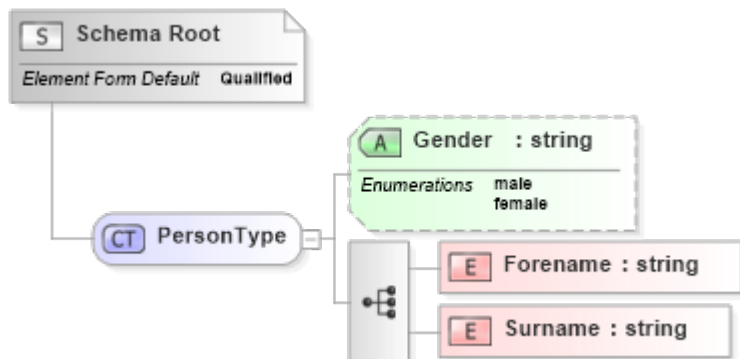 S Schema Root
Element Form Default Qualified
A Gender : string
Enumerations male
female
CT PersonType
E Forename : string
E Surname : string